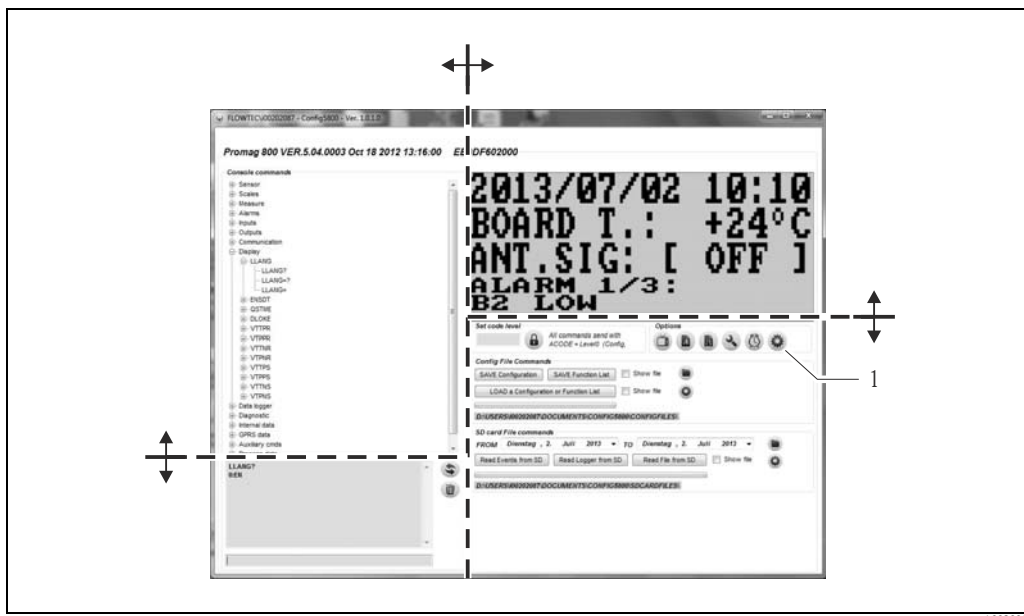 FLOWTEC\00202087 - Config5800 - Ver. 1.0.1.0
Promag 800 VER.5.04.0003 Oct 18 2012 13:16:00 EB DF602000
Console commands
Sensor
Scales
Measure
Alarms
Inputs
Outputs
Communication
Display
LLANG
LLANG?
LLANG=?
LLANG=
ENSDT
QSTME
DLOKE
VTTPR
VTPPR
VTTNR
VTPNR
VTTPS
VTPPS
VTTNS
VTPNS
Data logger
Diagnostic
Internal data
GPRS data
Auxiliary cmds
Process data
LLANG?
0:EN
2013/07/02 10:10
BOARD T.: +24°C
ANT.SIG: [ OFF ]
ALARM 1/3:
B2 LOW
Set code level
All commands send with
ACODE = Level0 (Config,
Options
1
Config File Commands
SAVE Configuration SAVE Function List Show file
LOAD a Configuration or Function List Show file
D:\USERS\00202087\DOCUMENTS\CONFIG5800\CONFIGFILES\
SD card File commands
FROM Dienstag , 2. Juli 2013 TO Dienstag , 2. Juli 2013
Read Events from SD Read Logger from SD Read File from SD Show file
D:\USERS\00202087\DOCUMENTS\CONFIG5800\SDCARDFILES\